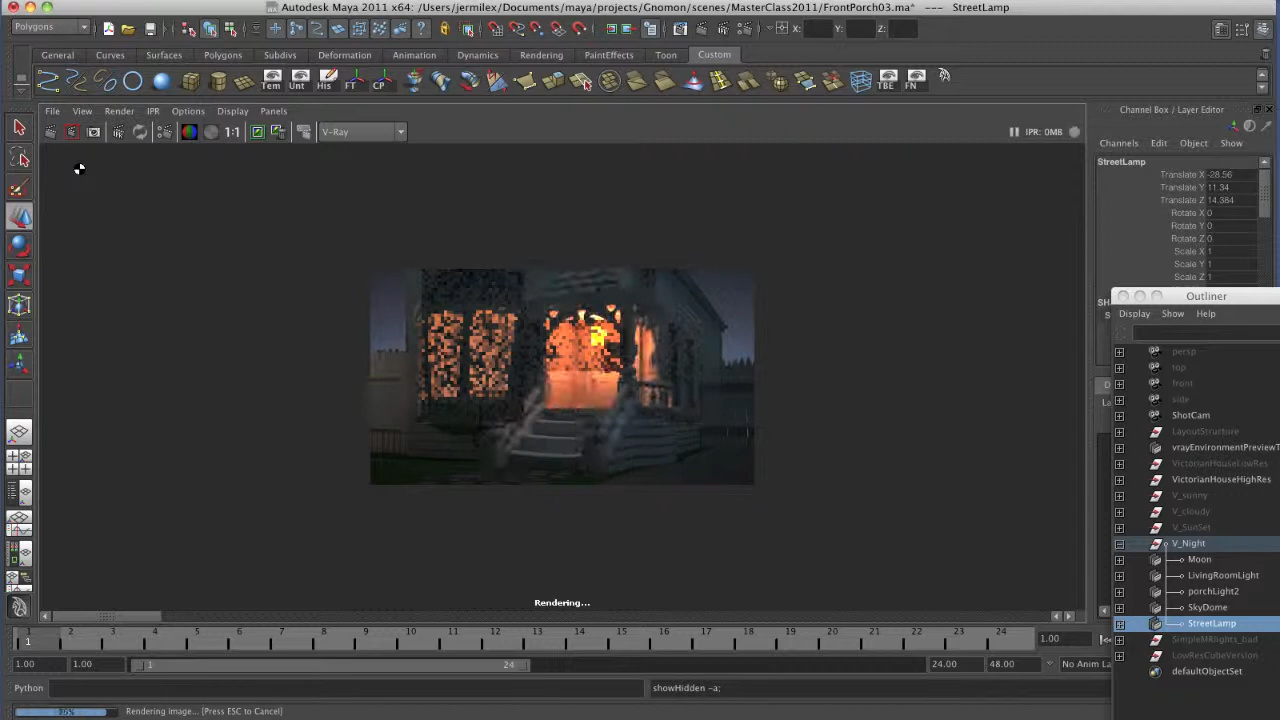 Autodesk Maya 2011 x64: /Users/jermilex/Documents/maya/projects/Gnomon/scenes/MasterClass2011/FrontPorch03.ma* --- StreetLamp
Polygons X: Y: Z:
General Curves Surfaces Polygons Subdivs Deformation Animation Dynamics Rendering PaintEffects Toon Custom
Tem Unt His FT CP TBE FN
File View Render IPR Options Display Panels
1:1 V-Ray IPR: 0MB
Channel Box / Layer Editor
Channels Edit Object Show
StreetLamp
Translate X -28.56
Translate Y 11.34
Translate Z 14.384
Rotate X 0
Rotate Y 0
Rotate Z 0
Scale X 1
Scale Y 1
Scale Z 1
Outliner
Display Show Help
persp
top
front
side
ShotCam
LayoutStructure
vrayEnvironmentPreviewT
VictorianHouseLowRes
VictorianHouseHighRes
V_sunny
V_cloudy
V_SunSet
V_Night
Moon
LivingRoomLight
porchLight2
SkyDome
StreetLamp
SimpleMRlights_bad
LowResCubeVersion
defaultObjectSet
Rendering...
1 2 3 4 5 6 7 8 9 10 11 12 13 14 15 16 17 18 19 20 21 22 23 24
1 1.00
1.00 1.00 1 24 24.00 48.00 No Anim La
Python showHidden -a;
Rendering image... [Press ESC to Cancel]